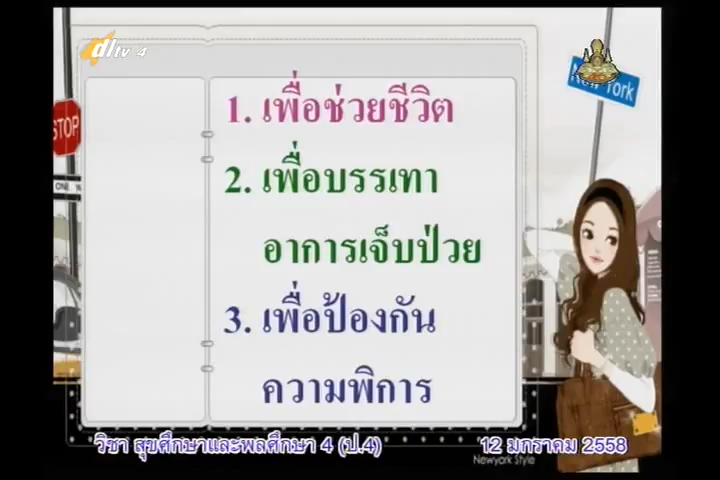 dltv 4
New York
1. เพื่อช่วยชีวิต
STOP
2. เพื่อบรรเทา
ONE W
อาการเจ็บป่วย
3. เพื่อป้องกัน
ความพิการ
วิชา สุขศึกษาและพลศึกษา 4 (ป.4)
12 มกราคม 2558
Newyork Style